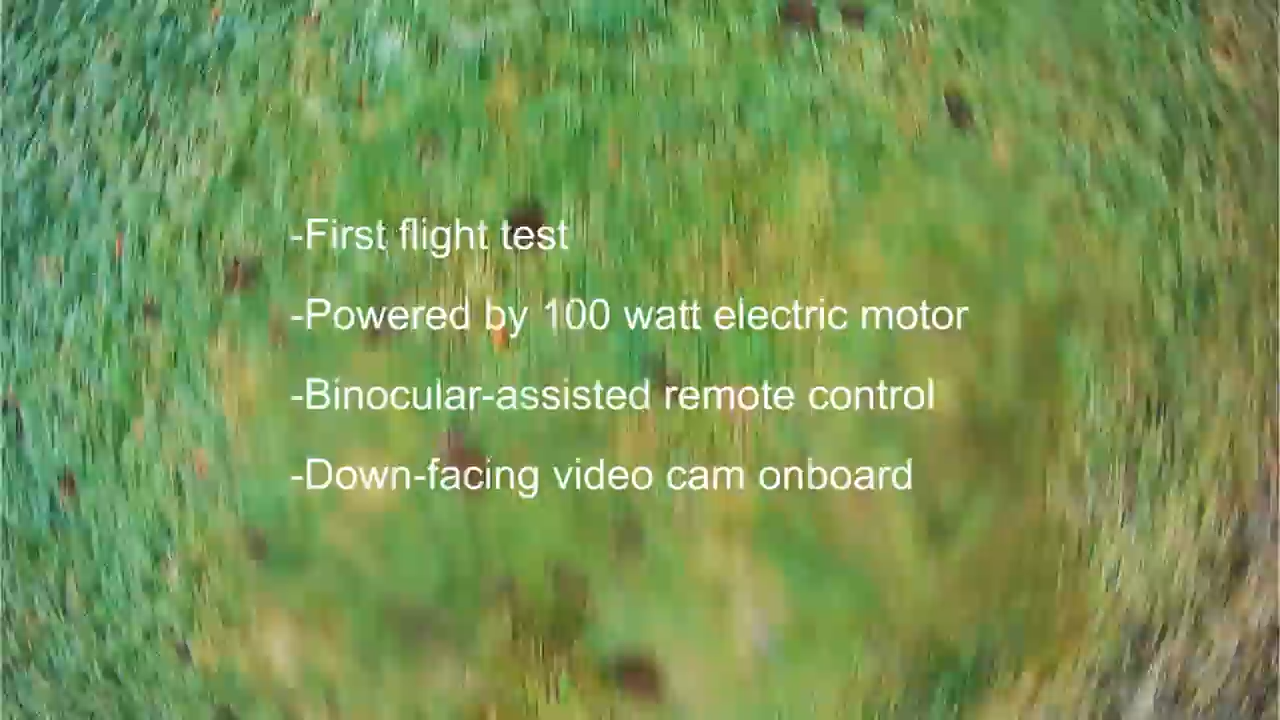 -First flight test
-Powered by 100 watt electric motor
-Binocular-assisted remote control
-Down-facing video cam onboard